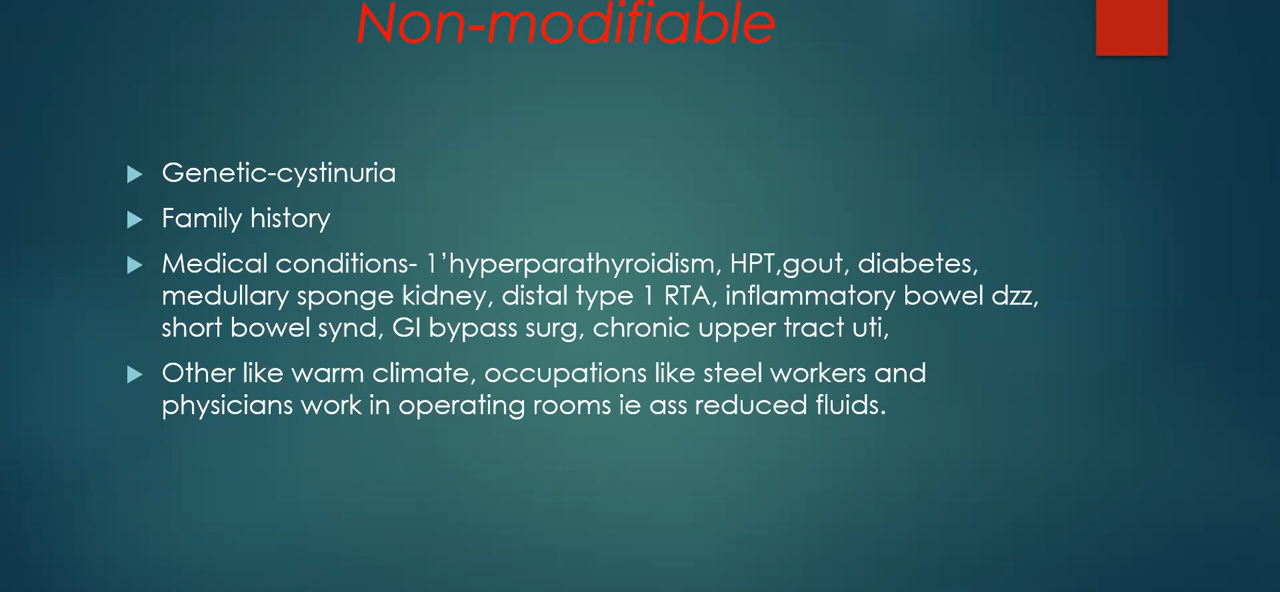 Non-modifiable
Genetic-cystinuria
Family history
Medical conditions- 1’hyperparathyroidism, HPT,gout, diabetes,
medullary sponge kidney, distal type 1 RTA, inflammatory bowel dzz,
short bowel synd, GI bypass surg, chronic upper tract uti,
Other like warm climate, occupations like steel workers and
physicians work in operating rooms ie ass reduced fluids.